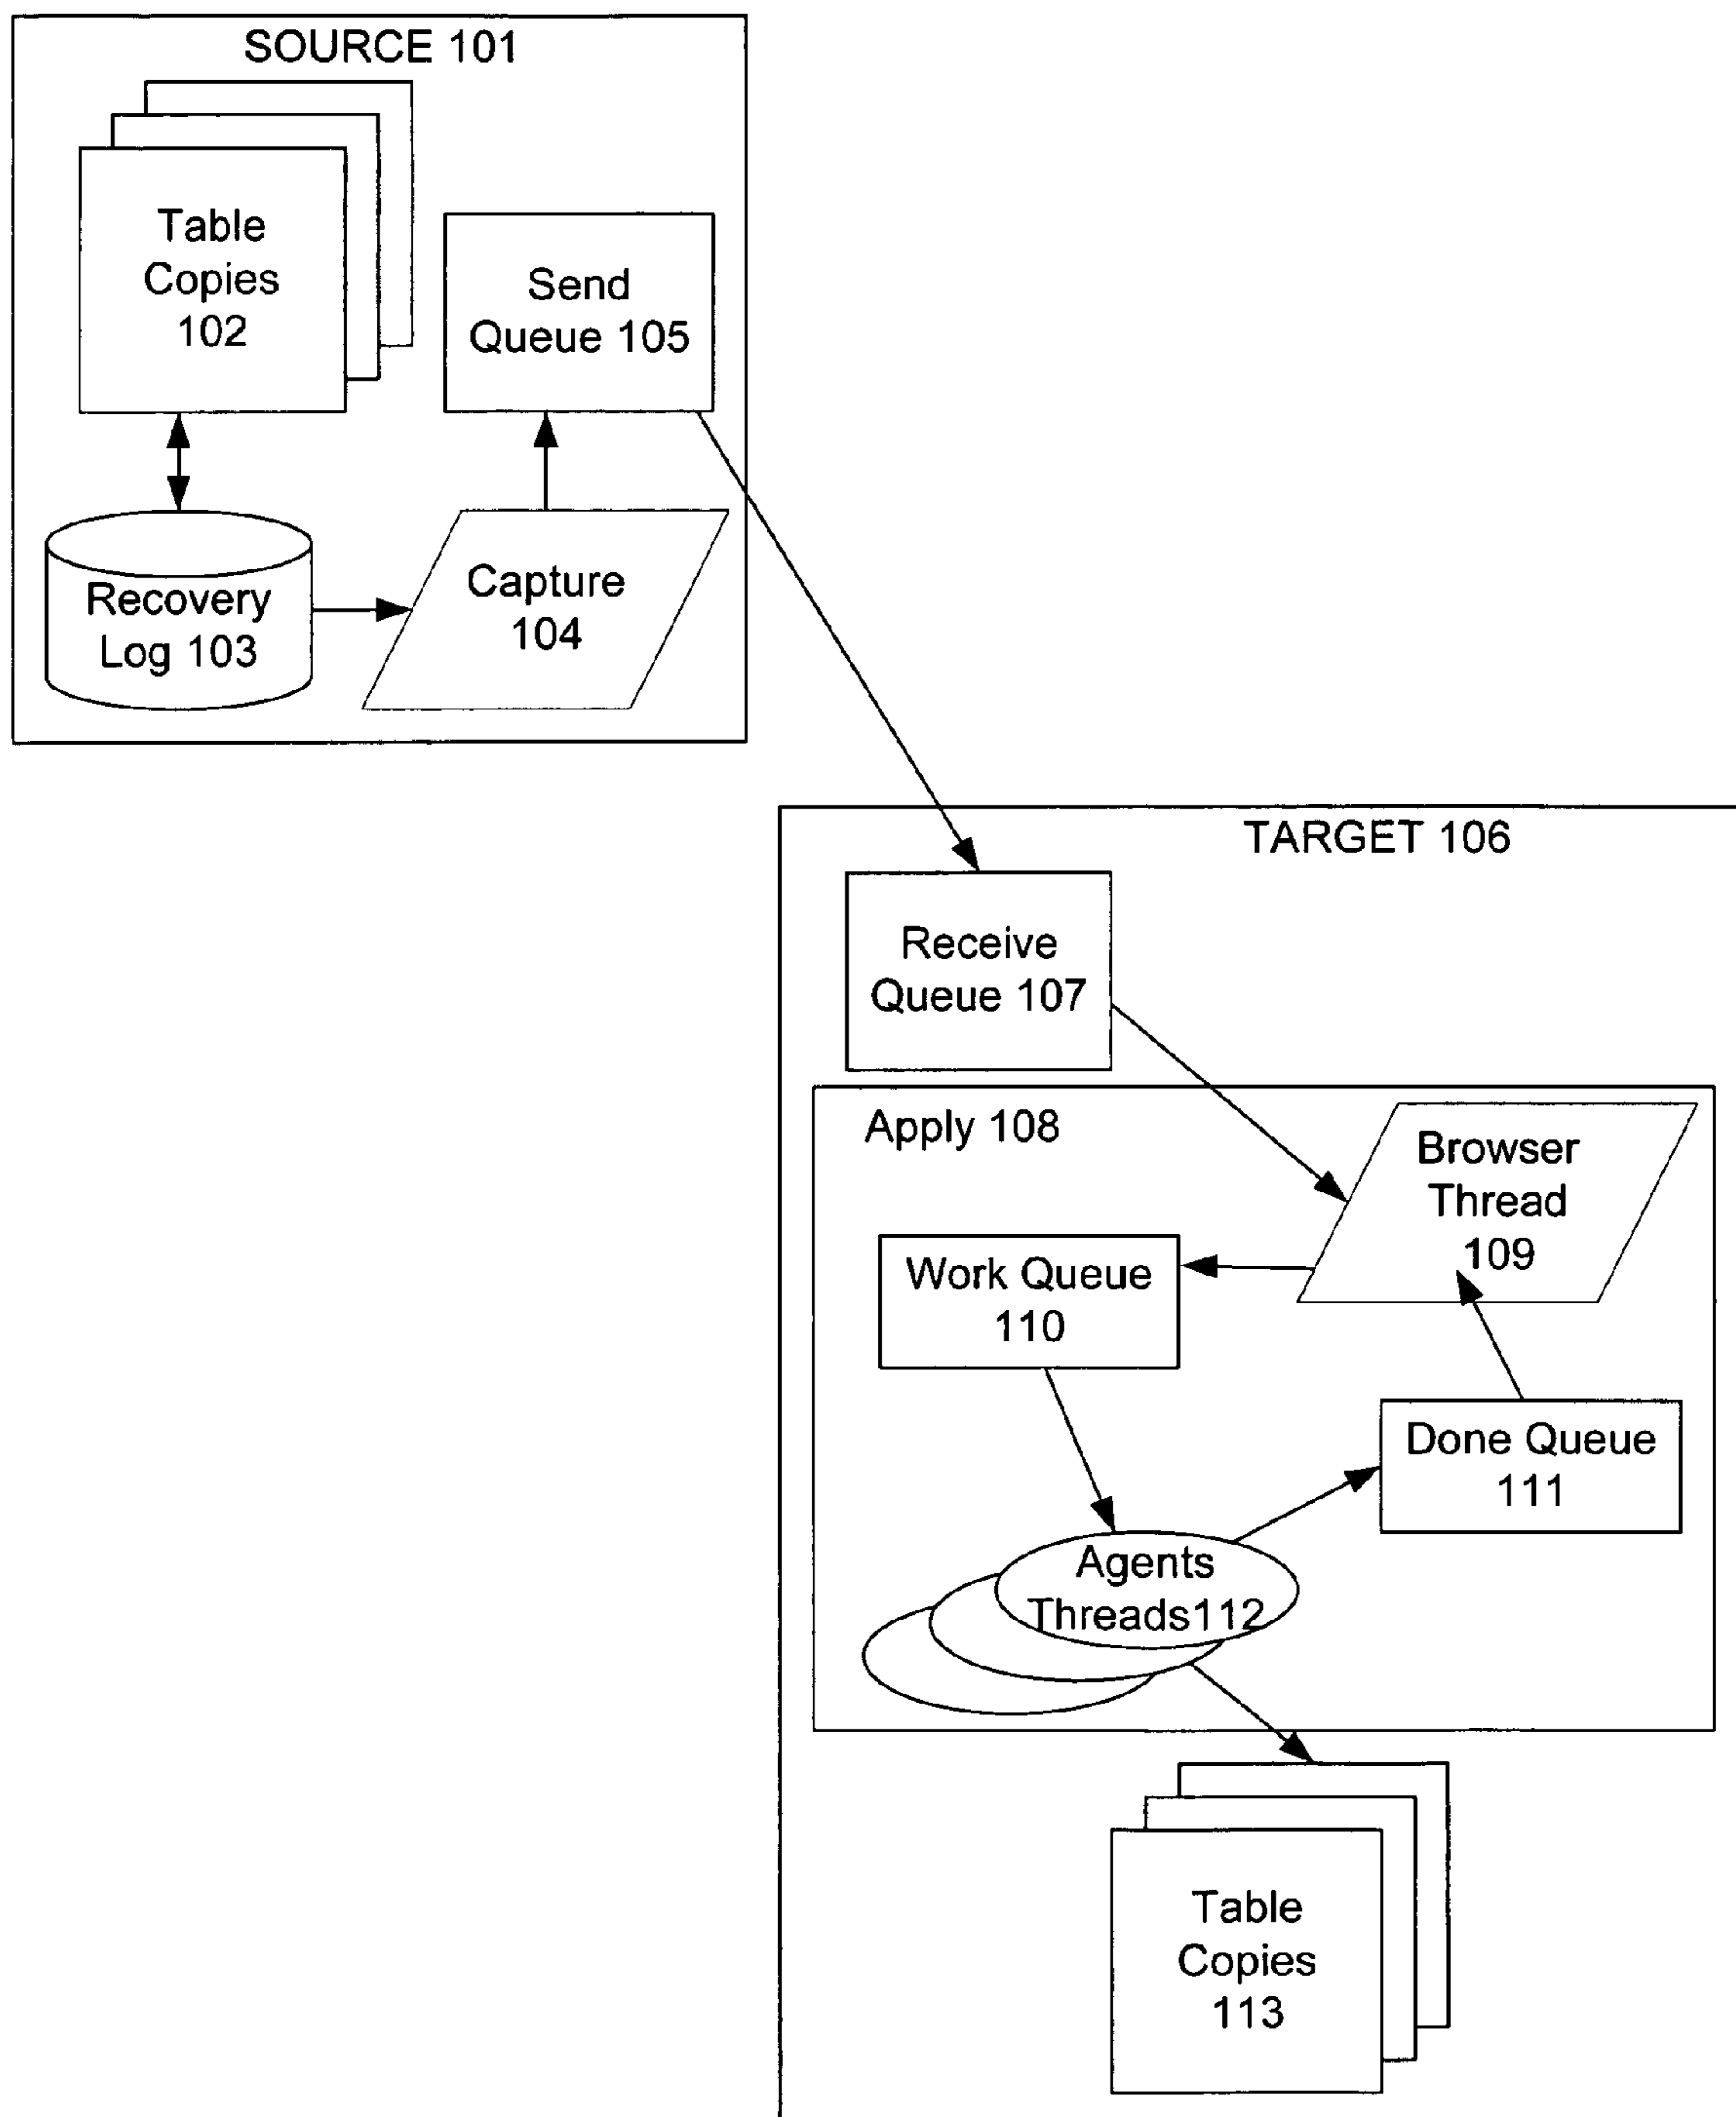 SOURCE 101
Table
Copies
102
Send
Queue 105
Recovery
Log 103
Capture
104
TARGET 106
Receive
Queue 107
Apply 108
Browser
Thread
109
Work Queue
110
Done Queue
111
Agents
Threads112
Table
Copies
113